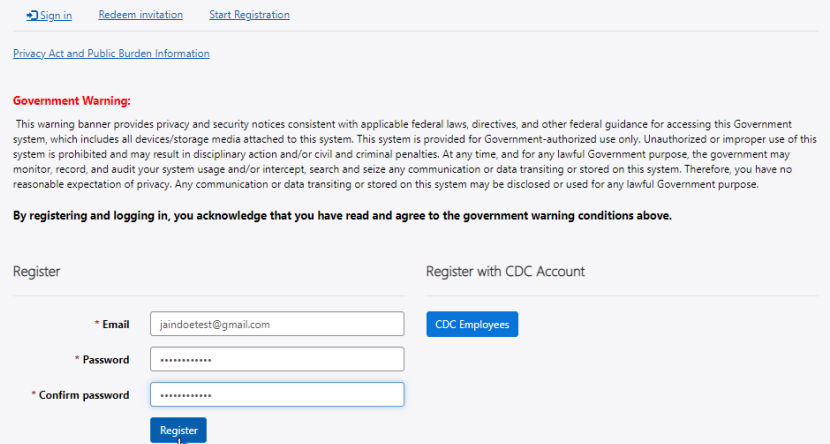 Sign in Redeem invitation Start Registration
Privacy Act and Public Burden Information
Government Warning:
This warning banner provides privacy and security notices consistent with applicable federal laws, directives, and other federal guidance for accessing this Government
system, which includes all devices/storage media attached to this system. This system is provided for Government-authorized use only. Unauthorized or improper use of this
system is prohibited and may result in disciplinary action and/or civil and criminal penalties. At any time, and for any lawful Government purpose, the government may
monitor, record, and audit your system usage and/or intercept, search and seize any communication or data transiting or stored on this system. Therefore, you have no
reasonable expectation of privacy. Any communication or data transiting or stored on this system may be disclosed or used for any lawful Government purpose.
By registering and logging in, you acknowledge that you have read and agree to the government warning conditions above.
Register
* Email jaindoetest@gmail.com
* Password ••••••••••••
* Confirm password ••••••••••••
Register
Register with CDC Account
CDC Employees